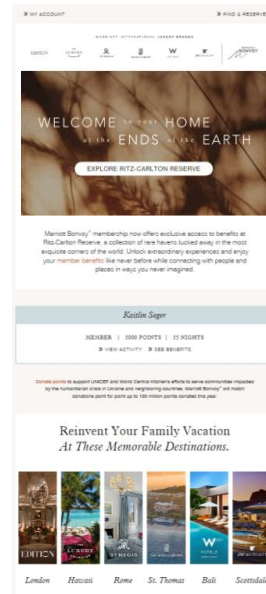 » MY ACCOUNT
» FIND & RESERVE
MARRIOTT INTERNATIONAL LUXURY BRANDS
W
BONVOY
WELCOME to your HOME
at the ENDS of the EARTH
EXPLORE RITZ-CARLTON RESERVE
Marriott Bonvoy™ membership now offers exclusive access to benefits at
Ritz-Carlton Reserve, a collection of rare havens tucked away in the most
exquisite corners of the world. Unlock extraordinary experiences and enjoy
your member benefits like never before while connecting with people and
places in ways you never imagined.
Kaitlin Seger
MEMBER | 5000 POINTS | 55 NIGHTS
» VIEW ACTIVITY » SEE BENEFITS
Donate points to support UNICEF and World Central Kitchen's efforts to serve communities impacted
by the humanitarian crisis in Ukraine and neighboring countries. Marriott Bonvoy™ will match
donations point for point up to 100 million points donated this year.
Reinvent Your Family Vacation
At These Memorable Destinations.
EDITION
LUXURY
ST REGIS
W
HOTELS
London Hawaii Rome St. Thomas Bali Scottsdale